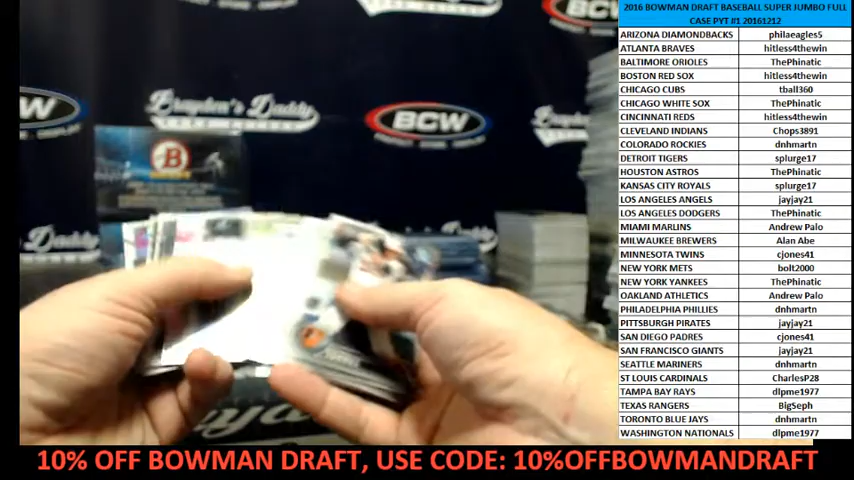 2016 BOWMAN DRAFT BASEBALL SUPER JUMBO FULL
CASE PYT #1 20161212
ARIZONA DIAMONDBACKS philaeagles5
ATLANTA BRAVES hitless4thewin
BALTIMORE ORIOLES ThePhinatic
BOSTON RED SOX hitless4thewin
CHICAGO CUBS tball360
CHICAGO WHITE SOX ThePhinatic
CINCINNATI REDS hitless4thewin
CLEVELAND INDIANS Chops3891
COLORADO ROCKIES dnhmartn
DETROIT TIGERS splurge17
HOUSTON ASTROS ThePhinatic
KANSAS CITY ROYALS splurge17
LOS ANGELES ANGELS jayjay21
LOS ANGELES DODGERS ThePhinatic
MIAMI MARLINS Andrew Palo
MILWAUKEE BREWERS Alan Abe
MINNESOTA TWINS cjones41
NEW YORK METS bolt2000
NEW YORK YANKEES ThePhinatic
OAKLAND ATHLETICS Andrew Palo
PHILADELPHIA PHILLIES dnhmartn
PITTSBURGH PIRATES jayjay21
SAN DIEGO PADRES cjones41
SAN FRANCISCO GIANTS jayjay21
SEATTLE MARINERS dnhmartn
ST LOUIS CARDINALS CharlesP28
TAMPA BAY RAYS dlpme1977
TEXAS RANGERS BigSeph
TORONTO BLUE JAYS dnhmartn
WASHINGTON NATIONALS dlpme1977
Brayden's Daddy
BCW
B
10% OFF BOWMAN DRAFT, USE CODE: 10%OFFBOWMANDRAFT